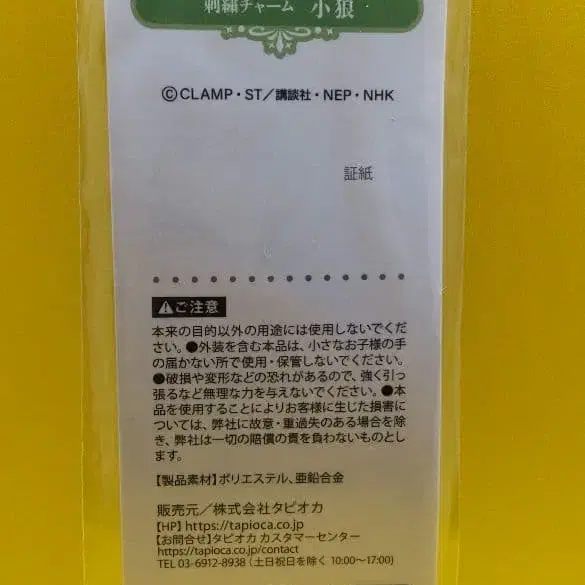 刺繍チャーム 小狼
©CLAMP・ST／講談社・NEP・NHK
証紙
ご注意
本来の目的以外の用途には使用しないでくだ
さい。●外装を含む本品は、小さなお子様の手
の届かない所で使用・保管しないでください。
●破損や変形などの恐れがあるので、強く引っ
張るなど無理な力を与えないでください。●本
品を使用することによりお客様に生じた損害に
ついては、弊社に故意・重過失のある場合を除
き、弊社は一切の賠償の責を負わないものとし
ます。
【製品素材】ポリエステル、亜鉛合金
販売元／株式会社タピオカ
【HP】https://tapioca.co.jp
【お問合せ】タピオカ カスタマーセンター
https://tapioca.co.jp/contact
TEL 03-6912-8938（土日祝日を除く 10:00〜17:00)